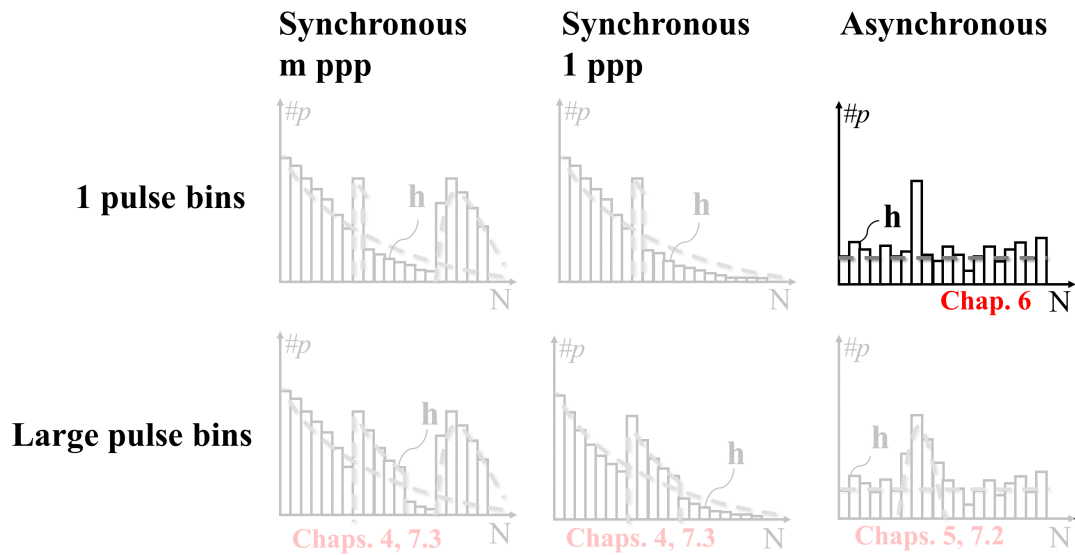 Synchronous
m ppp
Synchronous
1 ppp
Asynchronous
1 pulse bins
#p
h
N
#p
h
N
#p
h
Chap. 6
N
Large pulse bins
#p
h
N
Chaps. 4, 7.3
#p
h
N
Chaps. 4, 7.3
#p
h
N
Chaps. 5, 7.2